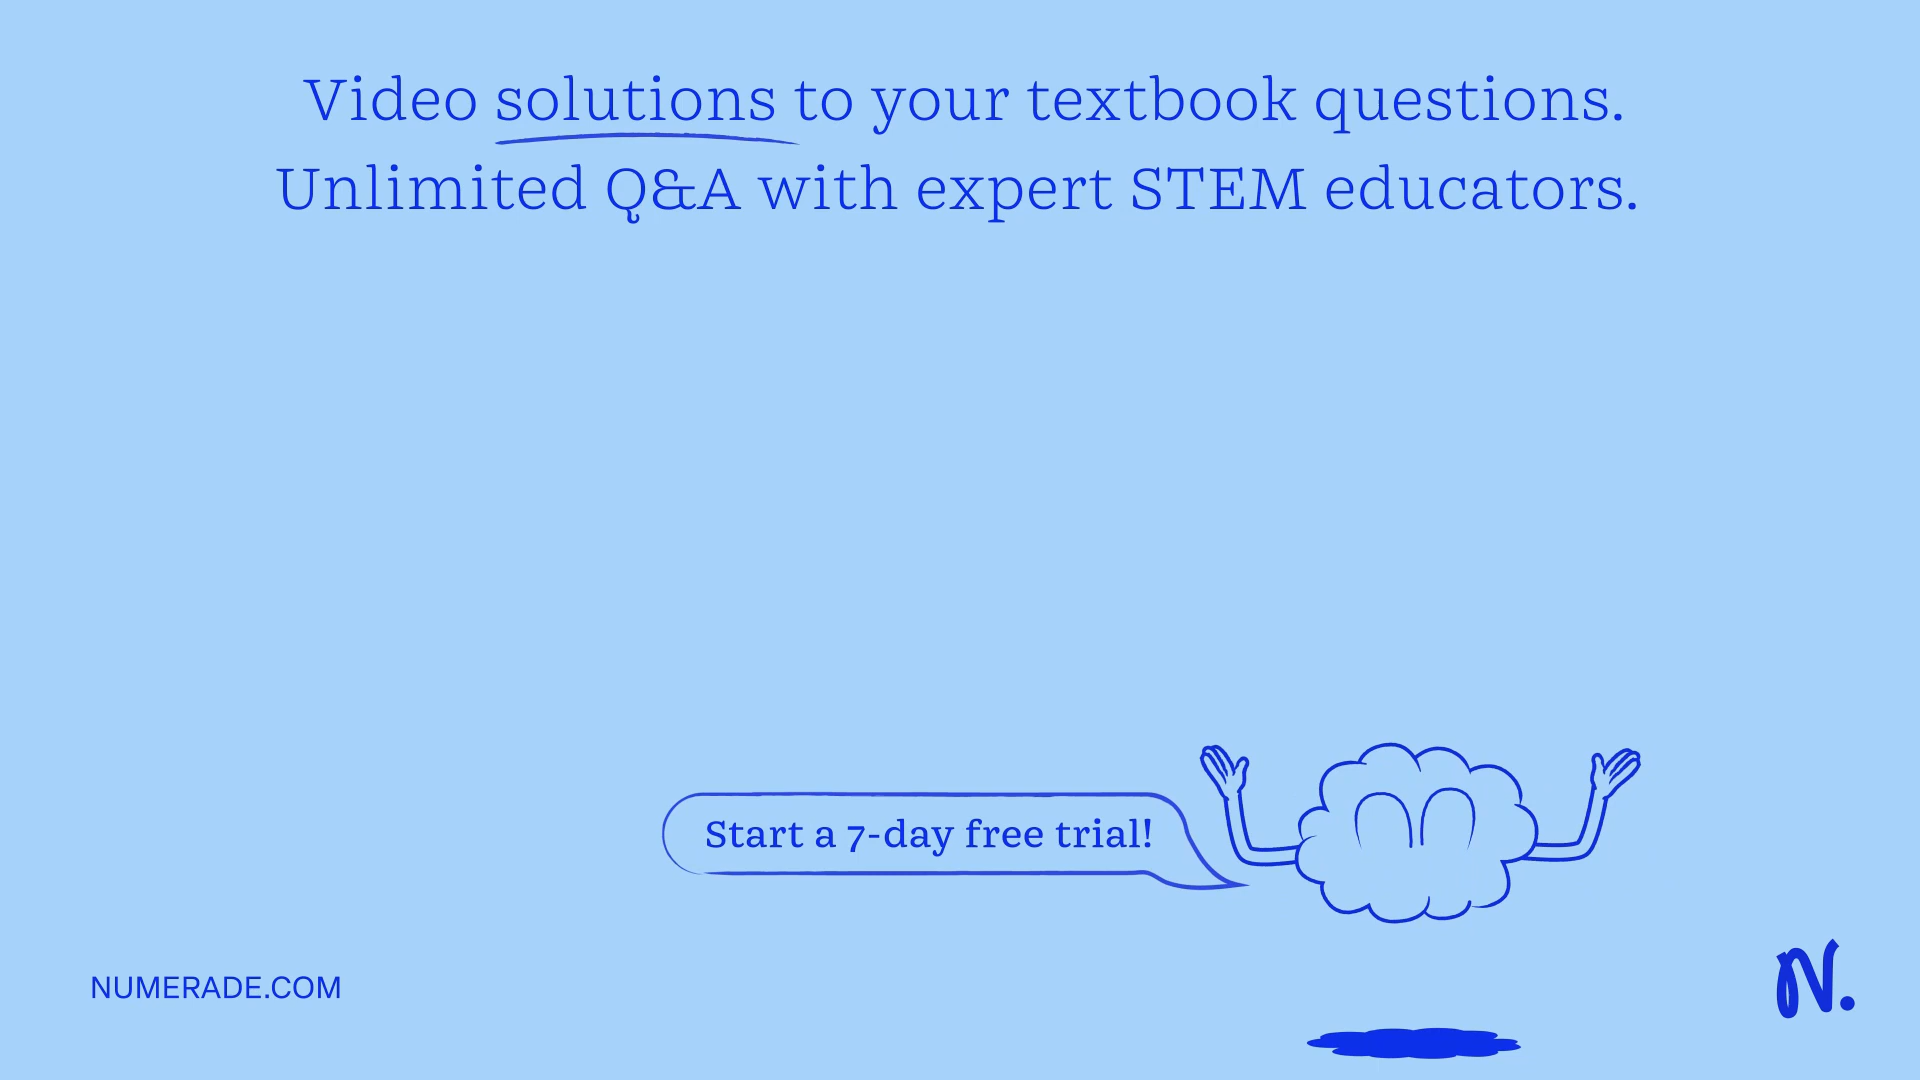 Video solutions to your textbook questions.
Unlimited Q&A with expert STEM educators.
Start a 7-day free trial!
NUMERADE.COM
N.